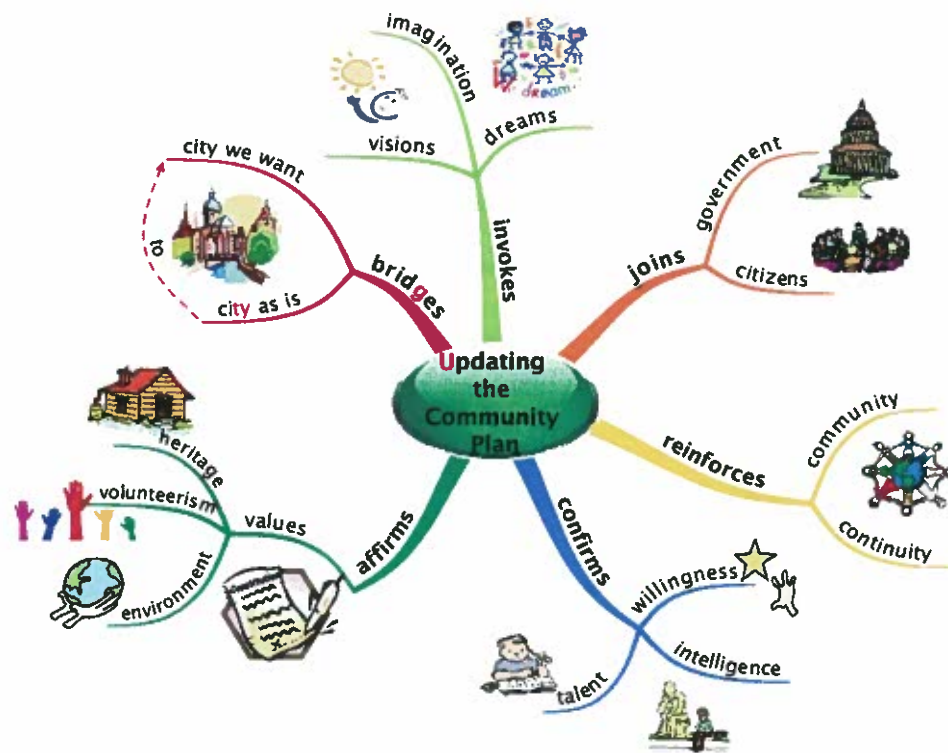 imagination
visions
dreams
dream
invokes
city we want
to
city as is
bridges
government
citizens
joins
Updating
the
Community
Plan
community
continuity
reinforces
heritage
volunteerism
environment
values
affirms
confirms
willingness
intelligence
talent